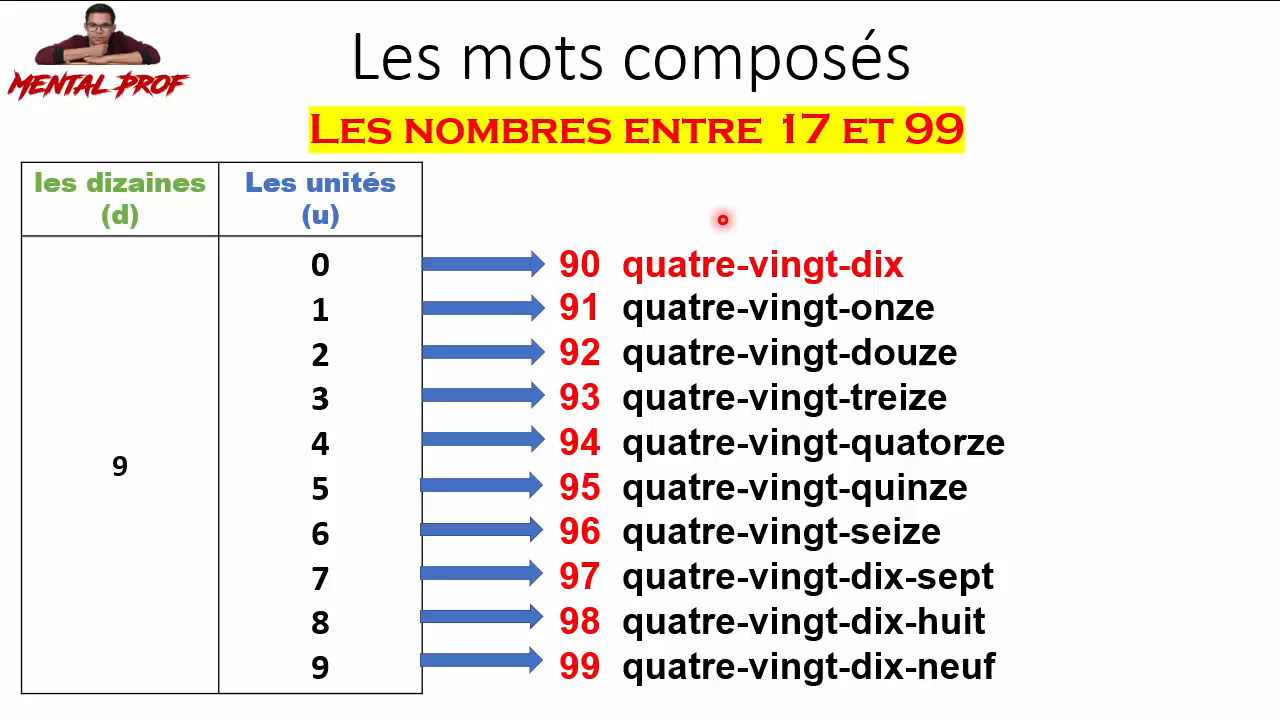 MENTAL PROF
Les mots composés
LES NOMBRES ENTRE 17 ET 99
les dizaines (d)
Les unités (u)
9
0 90 quatre-vingt-dix
1 91 quatre-vingt-onze
2 92 quatre-vingt-douze
3 93 quatre-vingt-treize
4 94 quatre-vingt-quatorze
5 95 quatre-vingt-quinze
6 96 quatre-vingt-seize
7 97 quatre-vingt-dix-sept
8 98 quatre-vingt-dix-huit
9 99 quatre-vingt-dix-neuf